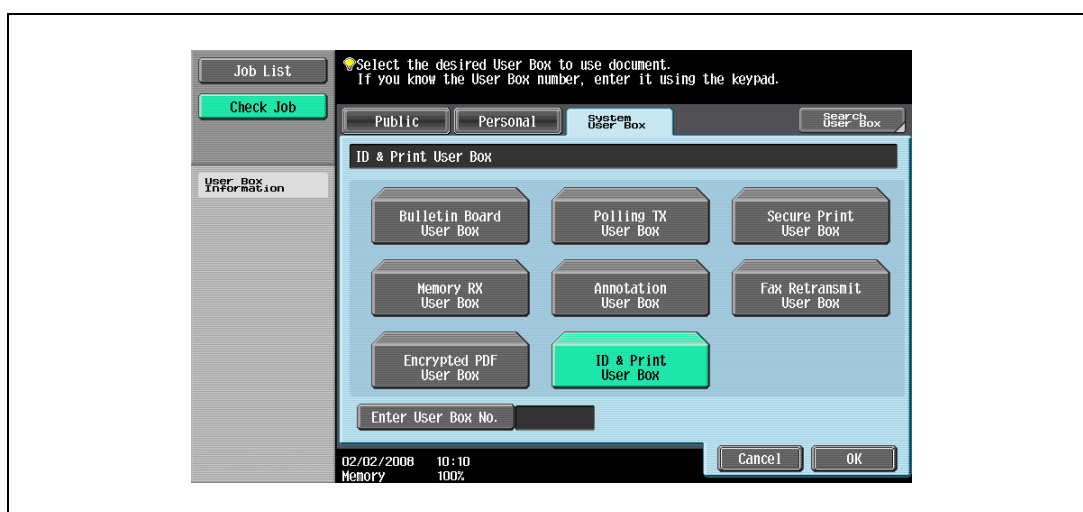 Job List
Check Job
User Box
Information
Select the desired User Box to use document.
If you know the User Box number, enter it using the keypad.
Public
Personal
System
User Box
Search
User Box
ID & Print User Box
Bulletin Board
User Box
Polling TX
User Box
Secure Print
User Box
Memory RX
User Box
Annotation
User Box
Fax Retransmit
User Box
Encrypted PDF
User Box
ID & Print
User Box
Enter User Box No.
02/02/2008 10:10
Memory 100%
Cancel
OK